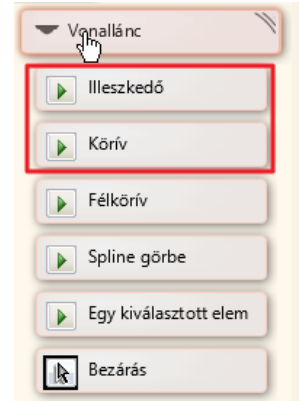 Vonallánc
Illeszkedő
Körív
Félkörív
Spline görbe
Egy kiválasztott elem
Bezárás